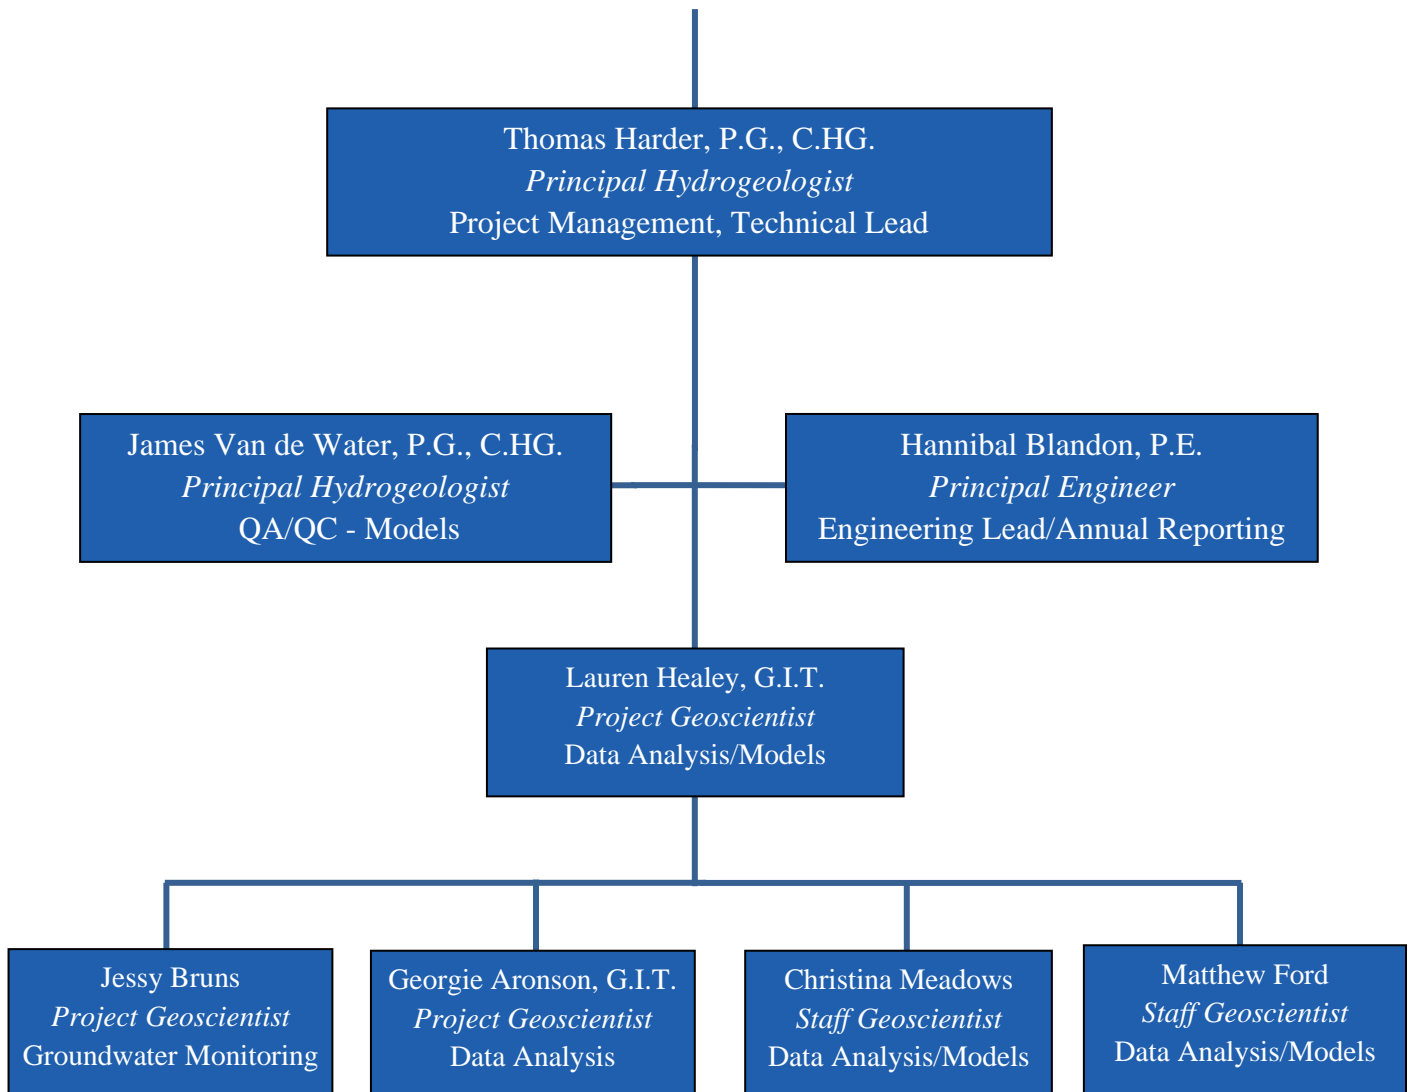 Thomas Harder, P.G., C.HG.
Principal Hydrogeologist
Project Management, Technical Lead
James Van de Water, P.G., C.HG.
Principal Hydrogeologist
QA/QC - Models
Hannibal Blandon, P.E.
Principal Engineer
Engineering Lead/Annual Reporting
Lauren Healey, G.I.T.
Project Geoscientist
Data Analysis/Models
Jessy Bruns
Project Geoscientist
Groundwater Monitoring
Georgie Aronson, G.I.T.
Project Geoscientist
Data Analysis
Christina Meadows
Staff Geoscientist
Data Analysis/Models
Matthew Ford
Staff Geoscientist
Data Analysis/Models